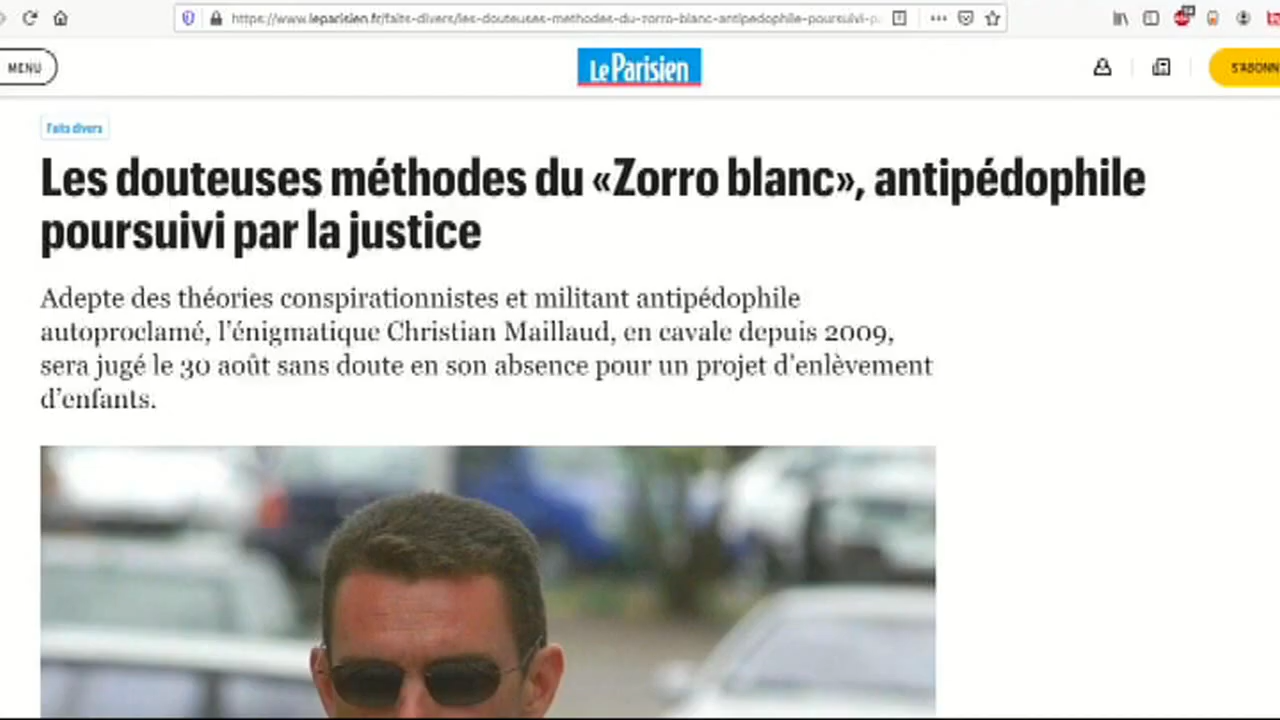 https://www.leparisien.fr/faits-divers/les-douteuses-methodes-du-zorro-blanc-antipedophile-poursuivi-p
MENU
Le Parisien
S'ABONN
Faits divers
Les douteuses méthodes du «Zorro blanc», antipédophile
poursuivi par la justice
Adepte des théories conspirationnistes et militant antipédophile
autoproclamé, l'énigmatique Christian Maillaud, en cavale depuis 2009,
sera jugé le 30 août sans doute en son absence pour un projet d'enlèvement
d'enfants.